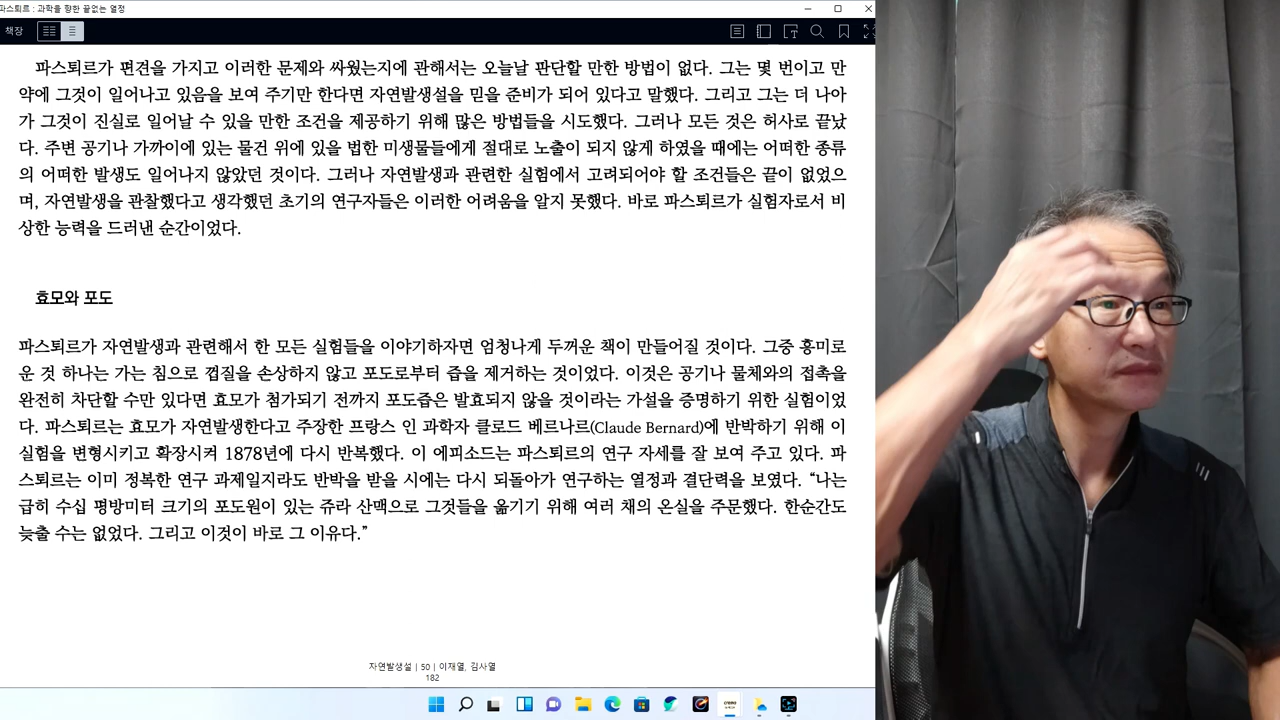 파스퇴르 : 과학을 향한 끝없는 열정
책장
파스퇴르가 편견을 가지고 이러한 문제와 싸웠는지에 관해서는 오늘날 판단할 만한 방법이 없다. 그는 몇 번이고 만
약에 그것이 일어나고 있음을 보여 주기만 한다면 자연발생설을 믿을 준비가 되어 있다고 말했다. 그리고 그는 더 나아
가 그것이 진실로 일어날 수 있을 만한 조건을 제공하기 위해 많은 방법들을 시도했다. 그러나 모든 것은 허사로 끝났
다. 주변 공기나 가까이에 있는 물건 위에 있을 법한 미생물들에게 절대로 노출이 되지 않게 하였을 때에는 어떠한 종류
의 어떠한 발생도 일어나지 않았던 것이다. 그러나 자연발생과 관련한 실험에서 고려되어야 할 조건들은 끝이 없었으
며, 자연발생을 관찰했다고 생각했던 초기의 연구자들은 이러한 어려움을 알지 못했다. 바로 파스퇴르가 실험자로서 비
상한 능력을 드러낸 순간이었다.
효모와 포도
파스퇴르가 자연발생과 관련해서 한 모든 실험들을 이야기하자면 엄청나게 두꺼운 책이 만들어질 것이다. 그중 흥미로
운 것 하나는 가는 침으로 껍질을 손상하지 않고 포도로부터 즙을 제거하는 것이었다. 이것은 공기나 물체와의 접촉을
완전히 차단할 수만 있다면 효모가 첨가되기 전까지 포도즙은 발효되지 않을 것이라는 가설을 증명하기 위한 실험이었
다. 파스퇴르는 효모가 자연발생한다고 주장한 프랑스 인 과학자 클로드 베르나르(Claude Bernard)에 반박하기 위해 이
실험을 변형시키고 확장시켜 1878년에 다시 반복했다. 이 에피소드는 파스퇴르의 연구 자세를 잘 보여 주고 있다. 파
스퇴르는 이미 정복한 연구 과제일지라도 반박을 받을 시에는 다시 되돌아가 연구하는 열정과 결단력을 보였다. “나는
급히 수십 평방미터 크기의 포도원이 있는 쥬라 산맥으로 그것들을 옮기기 위해 여러 채의 온실을 주문했다. 한순간도
늦출 수는 없었다. 그리고 이것이 바로 그 이유다.”
자연발생설 | 50 | 이재열, 김사열
182